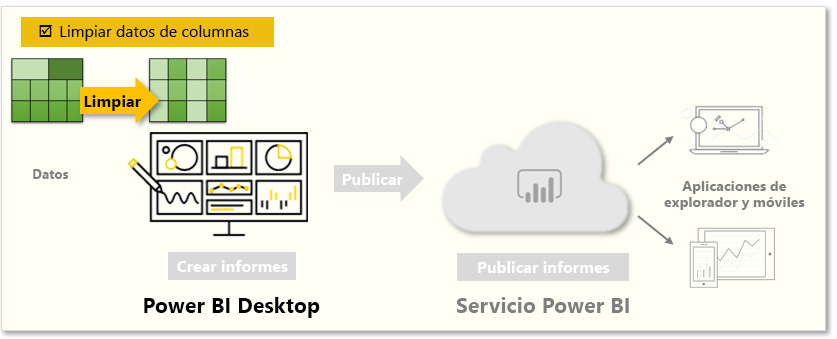 ☑ Limpiar datos de columnas
Limpiar
Datos
Publicar
Aplicaciones de
explorador y móviles
Crear informes
Publicar informes
Power BI Desktop
Servicio Power BI